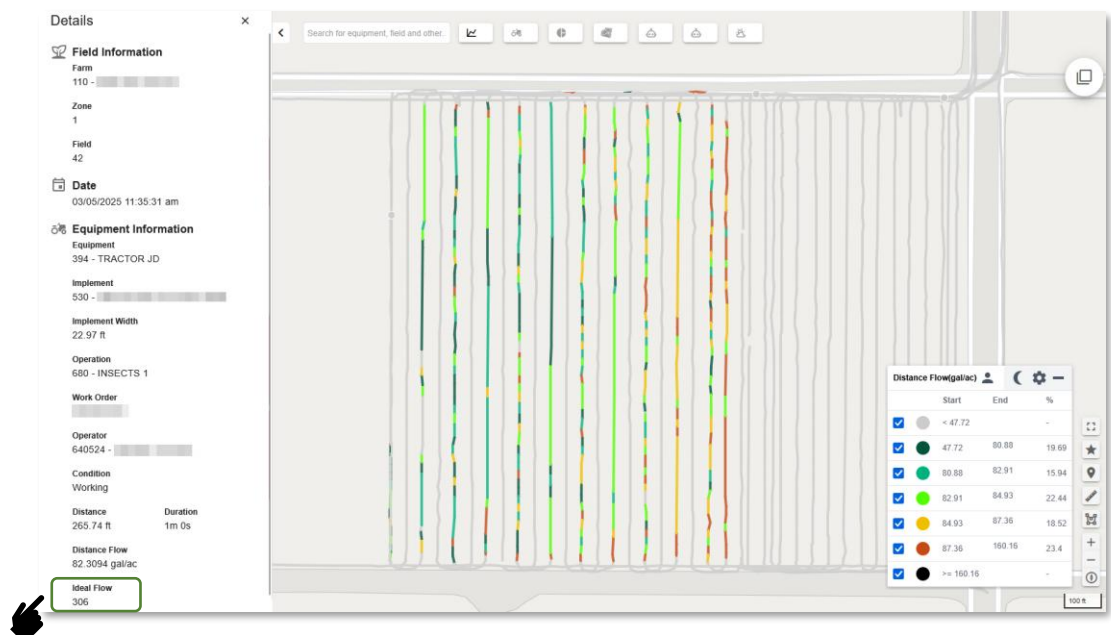 Details ×
Search for equipment, field and other..
Field Information
Farm
110 -
Zone
1
Field
42
Date
03/05/2025 11:35:31 am
Equipment Information
Equipment
394 - TRACTOR JD
Implement
530 -
Implement Width
22.97 ft
Operation
680 - INSECTS 1
Work Order
Operator
640524 -
Condition
Working
Distance Duration
265.74 ft 1m 0s
Distance Flow
82.3094 gal/ac
Ideal Flow
306
Distance Flow(gal/ac)
Start End %
< 47.72 -
47.72 80.88 19.69
80.88 82.91 15.94
82.91 84.93 22.44
84.93 87.36 18.52
87.36 160.16 23.4
>= 160.16 -
100 ft